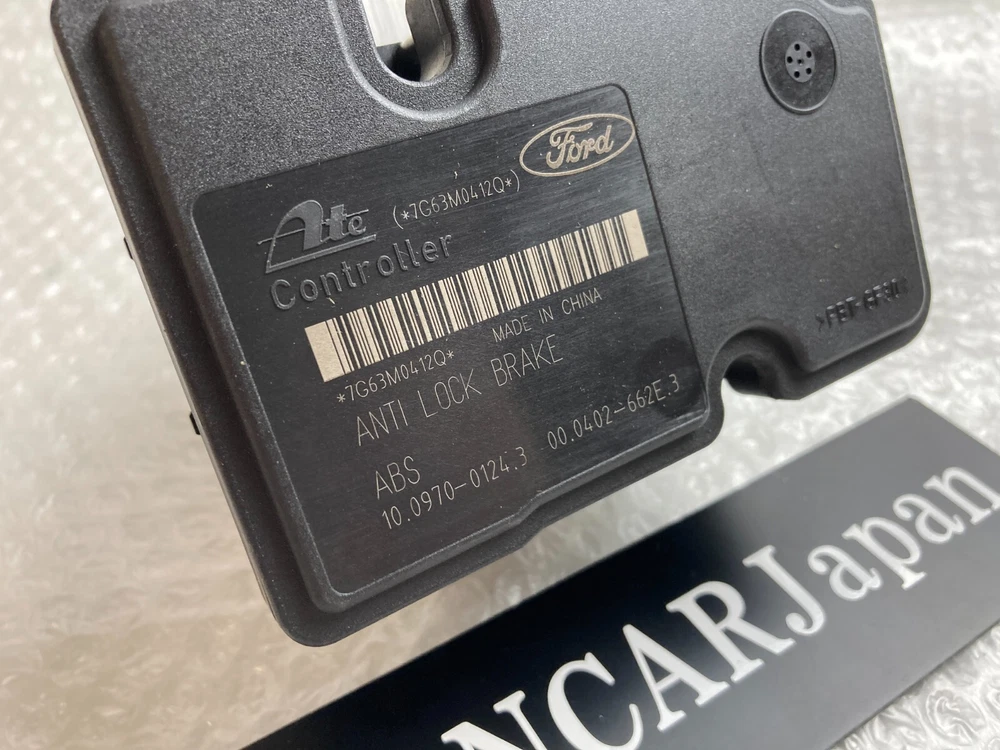 Ford
Ate
(*7G63M0412Q*)
Controller
MADE IN CHINA
*7G63M0412Q*
ANTI LOCK BRAKE
ABS
10.0970-0124.3 00.0402-662E.3
NCARJapan